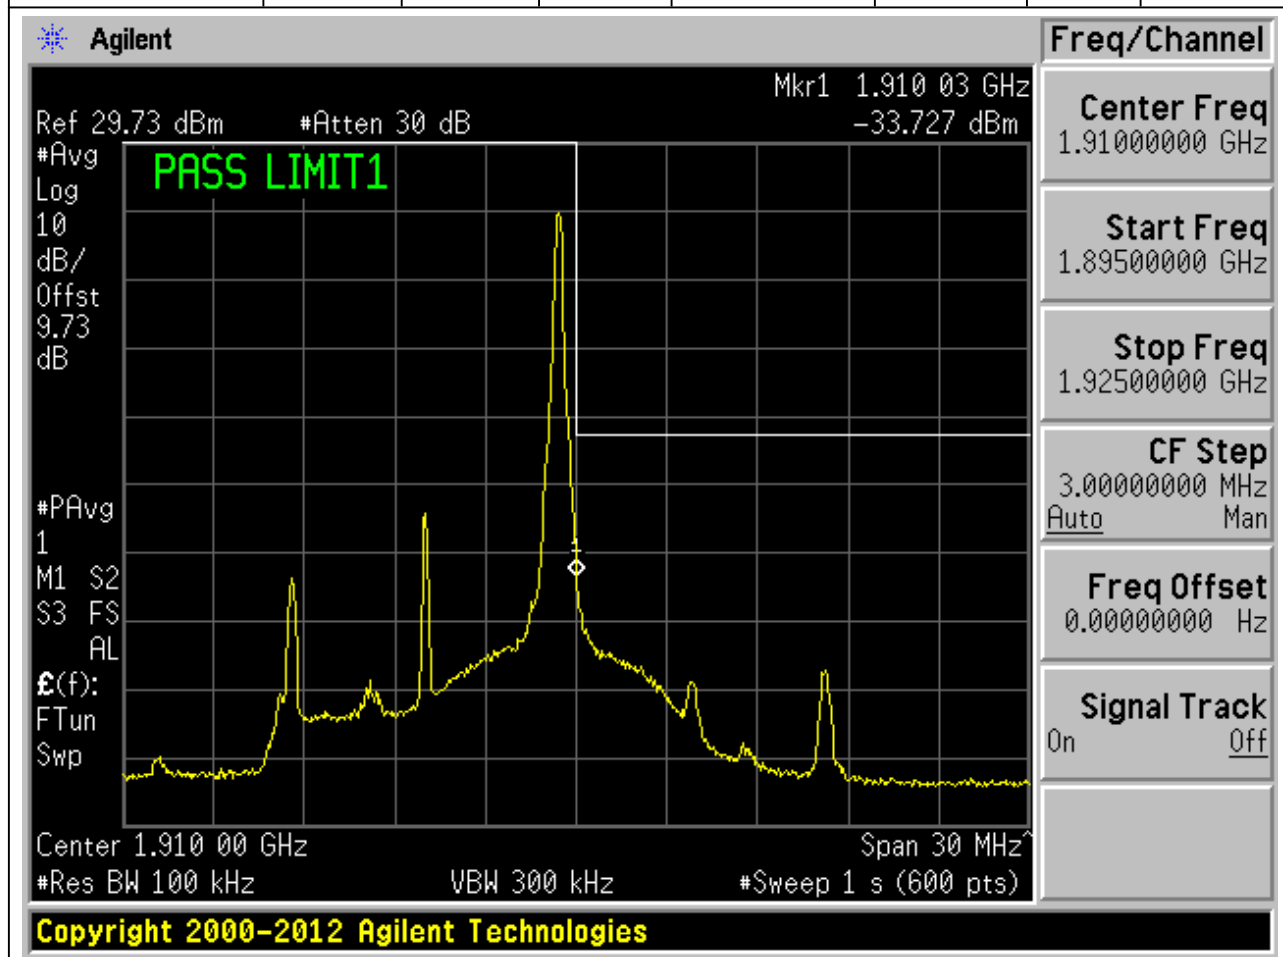 Agilent
Freq/Channel
Mkr1 1.910 03 GHz
Ref 29.73 dBm #Atten 30 dB -33.727 dBm
#Avg
Log
10
dB/
Offst
9.73
dB
PASS LIMIT1
#PAvg
1
M1 S2
S3 FS
AL
£(f):
FTun
Swp
Center 1.910 00 GHz Span 30 MHz^
#Res BW 100 kHz VBW 300 kHz #Sweep 1 s (600 pts)
Copyright 2000-2012 Agilent Technologies
Center Freq
1.91000000 GHz
Start Freq
1.89500000 GHz
Stop Freq
1.92500000 GHz
CF Step
3.00000000 MHz
Auto Man
Freq Offset
0.00000000 Hz
Signal Track
On Off
1